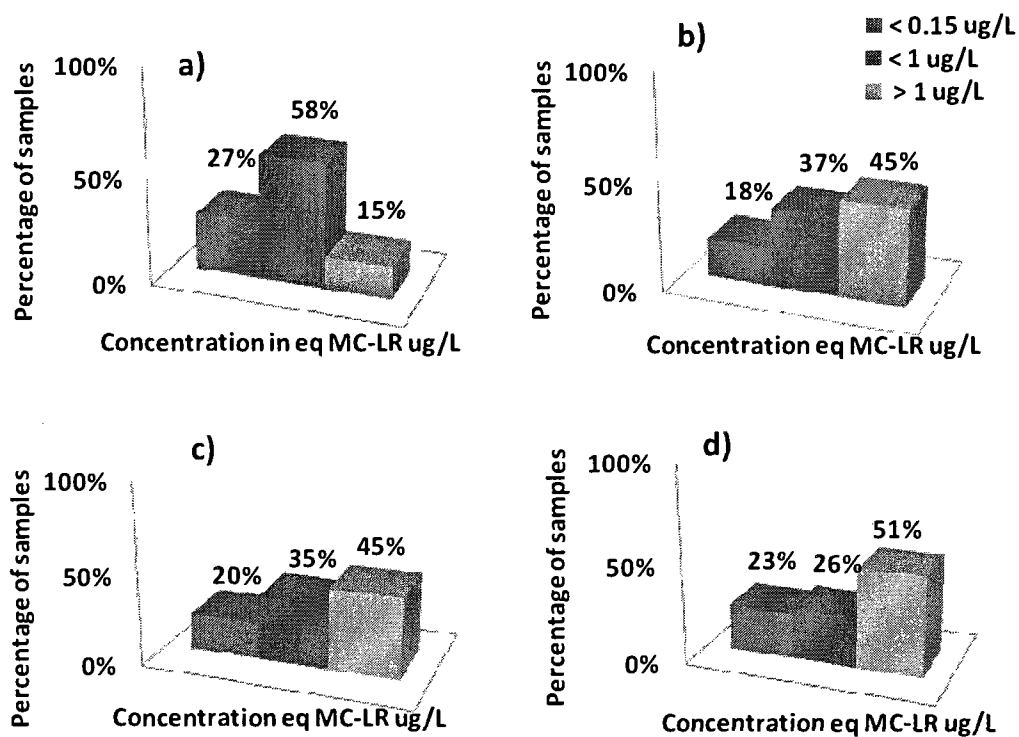 a)
Percentage of samples
100%
50%
0%
27%
58%
15%
Concentration in eq MC-LR ug/L
b)
< 0.15 ug/L
< 1 ug/L
> 1 ug/L
Percentage of samples
100%
50%
0%
18%
37%
45%
Concentration eq MC-LR ug/L
c)
Percentage of samples
100%
50%
0%
20%
35%
45%
Concentration eq MC-LR ug/L
d)
Percentage of samples
100%
50%
0%
23%
26%
51%
Concentration eq MC-LR ug/L